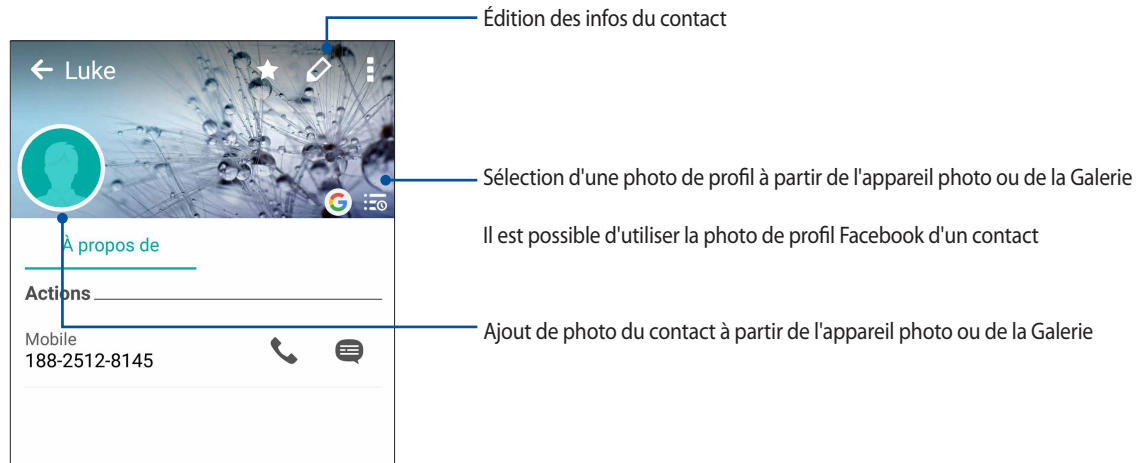 Édition des infos du contact
Luke
Sélection d'une photo de profil à partir de l'appareil photo ou de la Galerie
Il est possible d'utiliser la photo de profil Facebook d'un contact
À propos de
Actions
Ajout de photo du contact à partir de l'appareil photo ou de la Galerie
Mobile
188-2512-8145